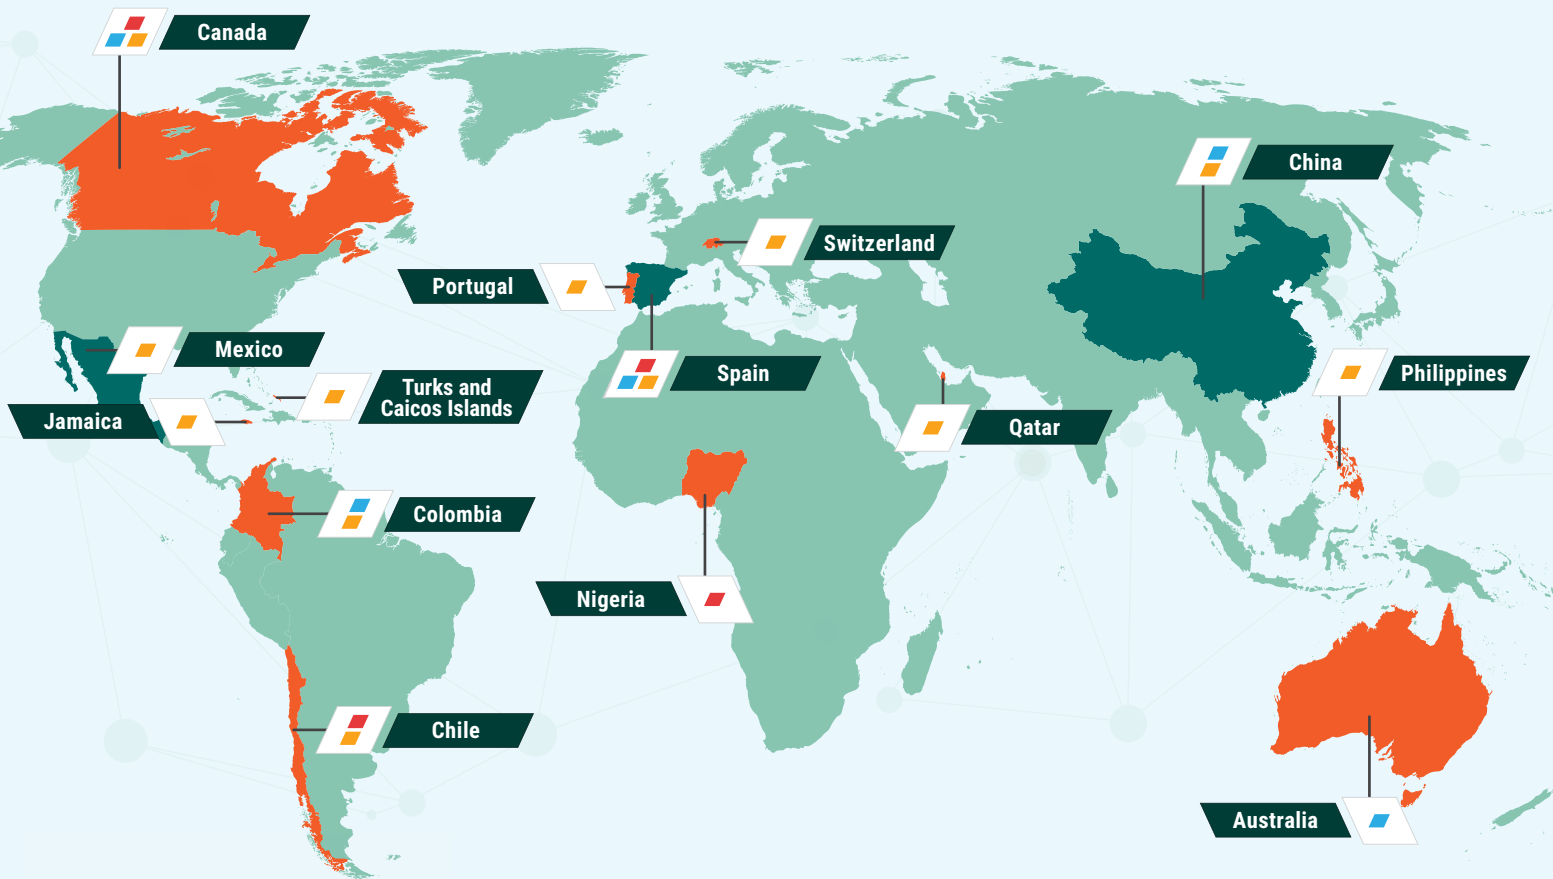 Canada
China
Switzerland
Portugal
Mexico
Philippines
Spain
Turks and
Caicos Islands
Jamaica
Qatar
Colombia
Nigeria
Chile
Australia